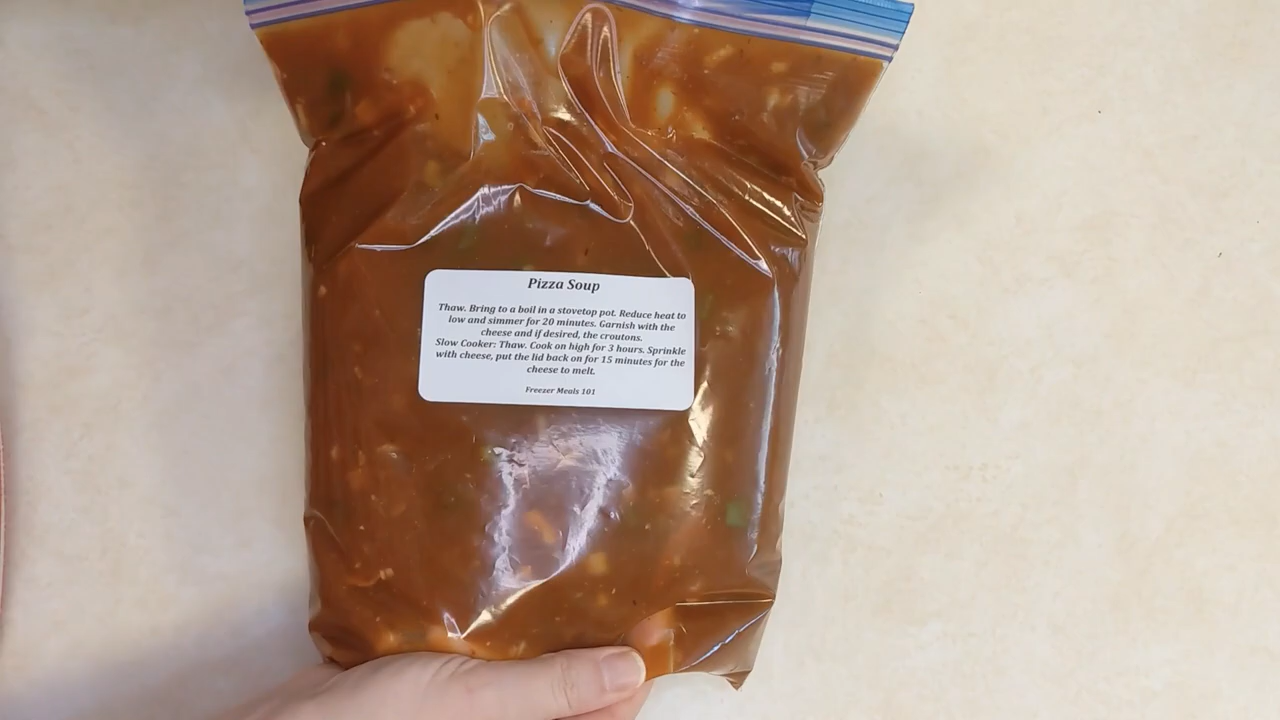 Pizza Soup
Thaw. Bring to a boil in a stovetop pot. Reduce heat to
low and simmer for 20 minutes. Garnish with the
cheese and if desired, the croutons.
Slow Cooker: Thaw. Cook on high for 3 hours. Sprinkle
with cheese, put the lid back on for 15 minutes for the
cheese to melt.
Freezer Meals 101